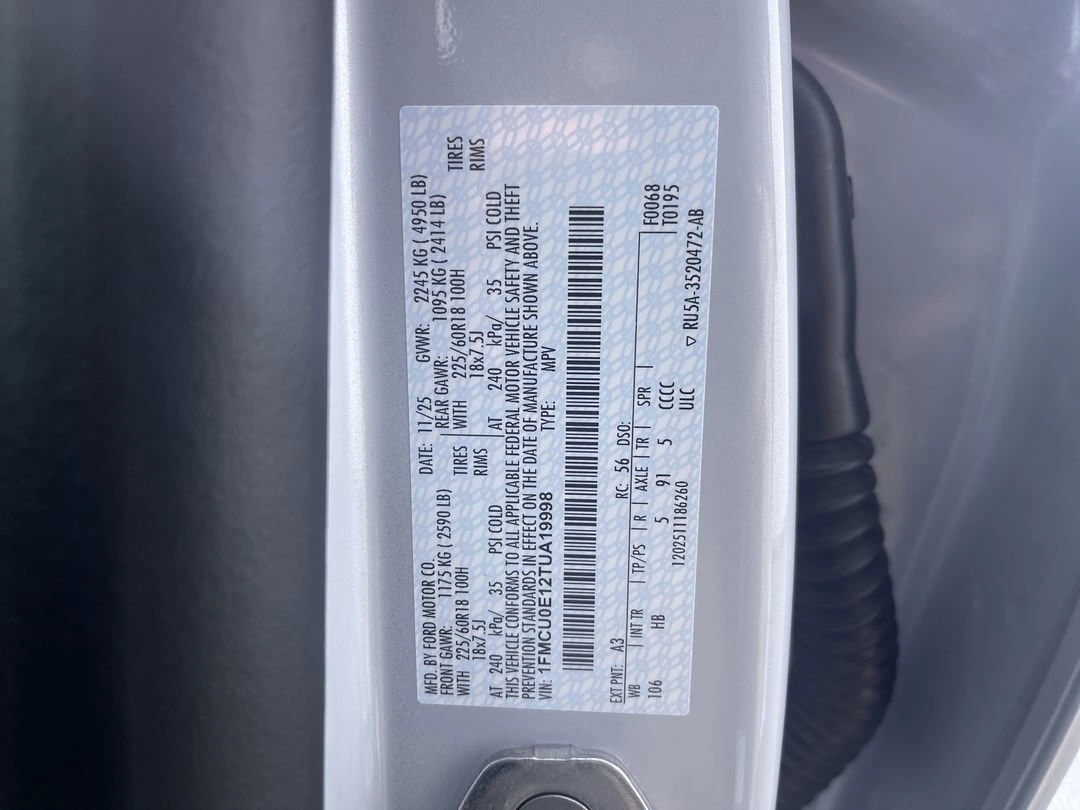 MFD. BY FORD MOTOR CO.
DATE: 11/25 GVWR: 2245 KG ( 4950 LB)
FRONT GAWR: 1175 KG ( 2590 LB) REAR GAWR: 1095 KG ( 2414 LB)
WITH 225/60R18 100H TIRES WITH 225/60R18 100H TIRES
18x7.5J RIMS 18x7.5J RIMS
AT 240 kPa/ 35 PSI COLD AT 240 kPa/ 35 PSI COLD
THIS VEHICLE CONFORMS TO ALL APPLICABLE FEDERAL MOTOR VEHICLE SAFETY AND THEFT
PREVENTION STANDARDS IN EFFECT ON THE DATE OF MANUFACTURE SHOWN ABOVE.
VIN: 1FMCU0E12TUA19998 TYPE: MPV
EXT PNT: A3 RC: 56 DSO:
WB INT TR TP/PS R AXLE TR SPR F0068
106 HB 5 91 5 CCCC T0195
1202511186260 ULC
▽ RU5A-3520472-AB